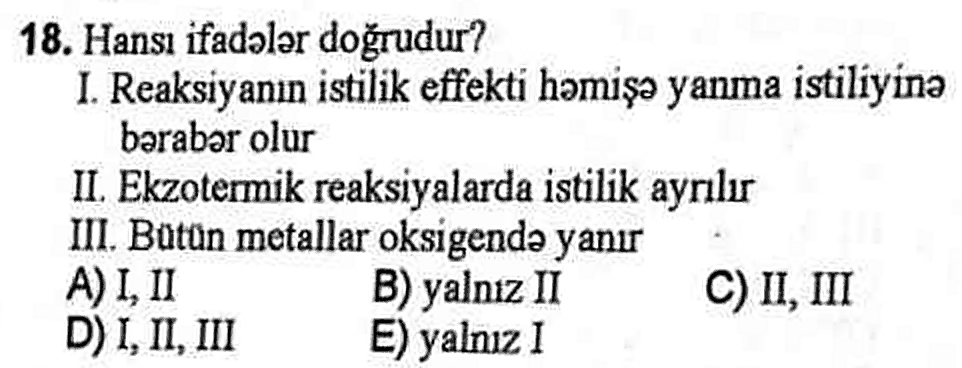 18. Hansı ifadələr doğrudur?
I. Reaksiyanın istilik effekti həmişə yanma istiliyinə
bərabər olur
II. Ekzotermik reaksiyalarda istilik ayrılır
III. Bütün metallar oksigendə yanır
A) I, II B) yalnız II C) II, III
D) I, II, III E) yalnız I